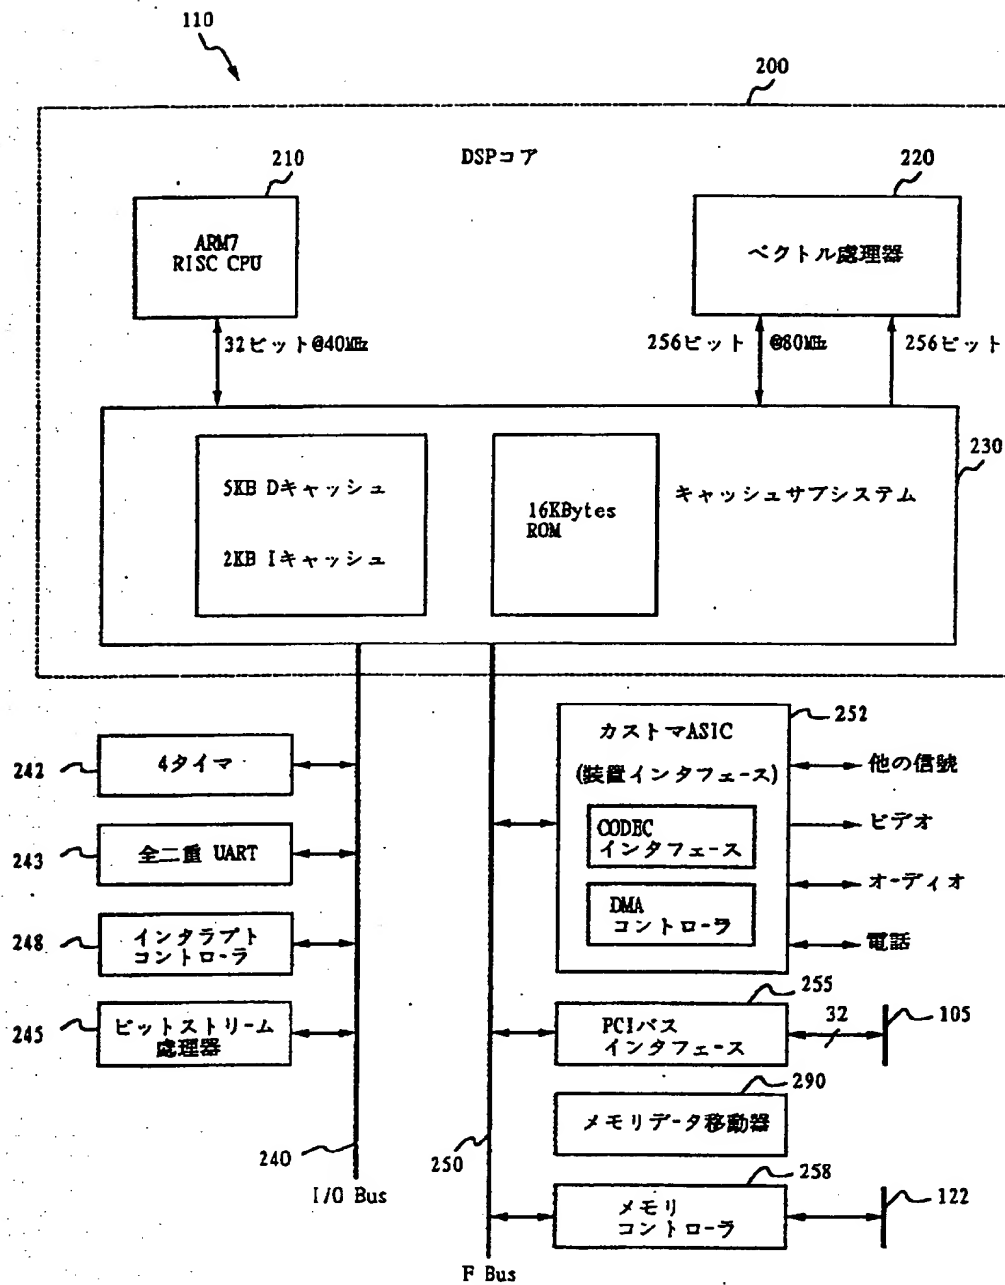 110
200
DSPコア
210
220
ARM7
RISC CPU
ベクトル處理器
32ビット@40MHz
256ビット
@80MHz
256ビット
230
5KB Dキャッシュ
2KB Iキャッシュ
16KBytes
ROM
キャッシュサブシステム
252
カストマASIC
(装置インタフェース)
CODEC
インタフェース
DMA
コントローラ
他の信號
ビデオ
オーディオ
電話
242
4タイマ
243
全二重 UART
248
インタラプト
コントローラ
245
ビットストリーム
處理器
255
PCIバス
インタフェース
32
105
290
メモリデータ移動器
240
I/O Bus
250
258
メモリ
コントローラ
122
F Bus